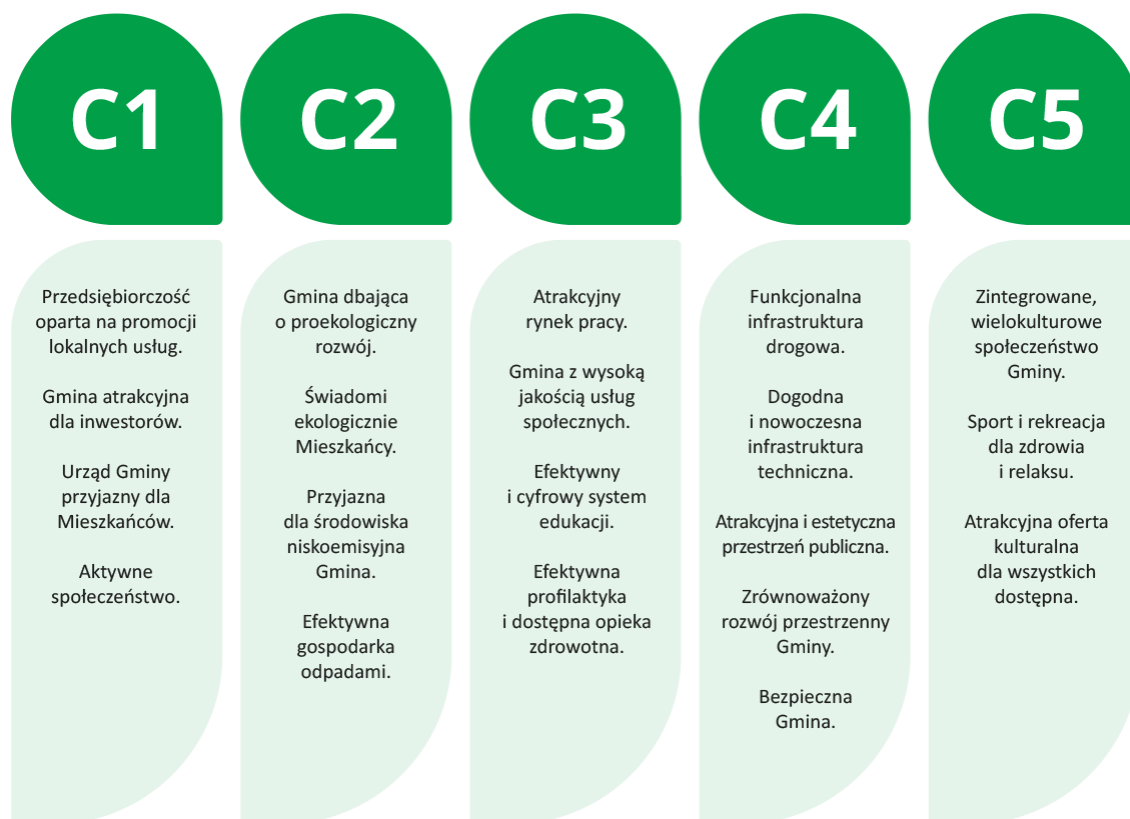 C1
Przedsiębiorczość
oparta na promocji
lokalnych usług.
Gmina atrakcyjna
dla inwestorów.
Urząd Gminy
przyjazny dla
Mieszkańców.
Aktywne
społeczeństwo.
C2
Gmina dbająca
o proekologiczny
rozwój.
Świadomi
ekologicznie
Mieszkańcy.
Przyjazna
dla środowiska
niskoemisyjna
Gmina.
Efektywna
gospodarka
odpadami.
C3
Atrakcyjny
rynek pracy.
Gmina z wysoką
jakością usług
społecznych.
Efektywny
i cyfrowy system
edukacji.
Efektywna
profilaktyka
i dostępna opieka
zdrowotna.
C4
Funkcjonalna
infrastruktura
drogowa.
Dogodna
i nowoczesna
infrastruktura
techniczna.
Atrakcyjna i estetyczna
przestrzeń publiczna.
Zrównoważony
rozwój przestrzenny
Gminy.
Bezpieczna
Gmina.
C5
Zintegrowane,
wielokulturowe
społeczeństwo
Gminy.
Sport i rekreacja
dla zdrowia
i relaksu.
Atrakcyjna oferta
kulturalna
dla wszystkich
dostępna.